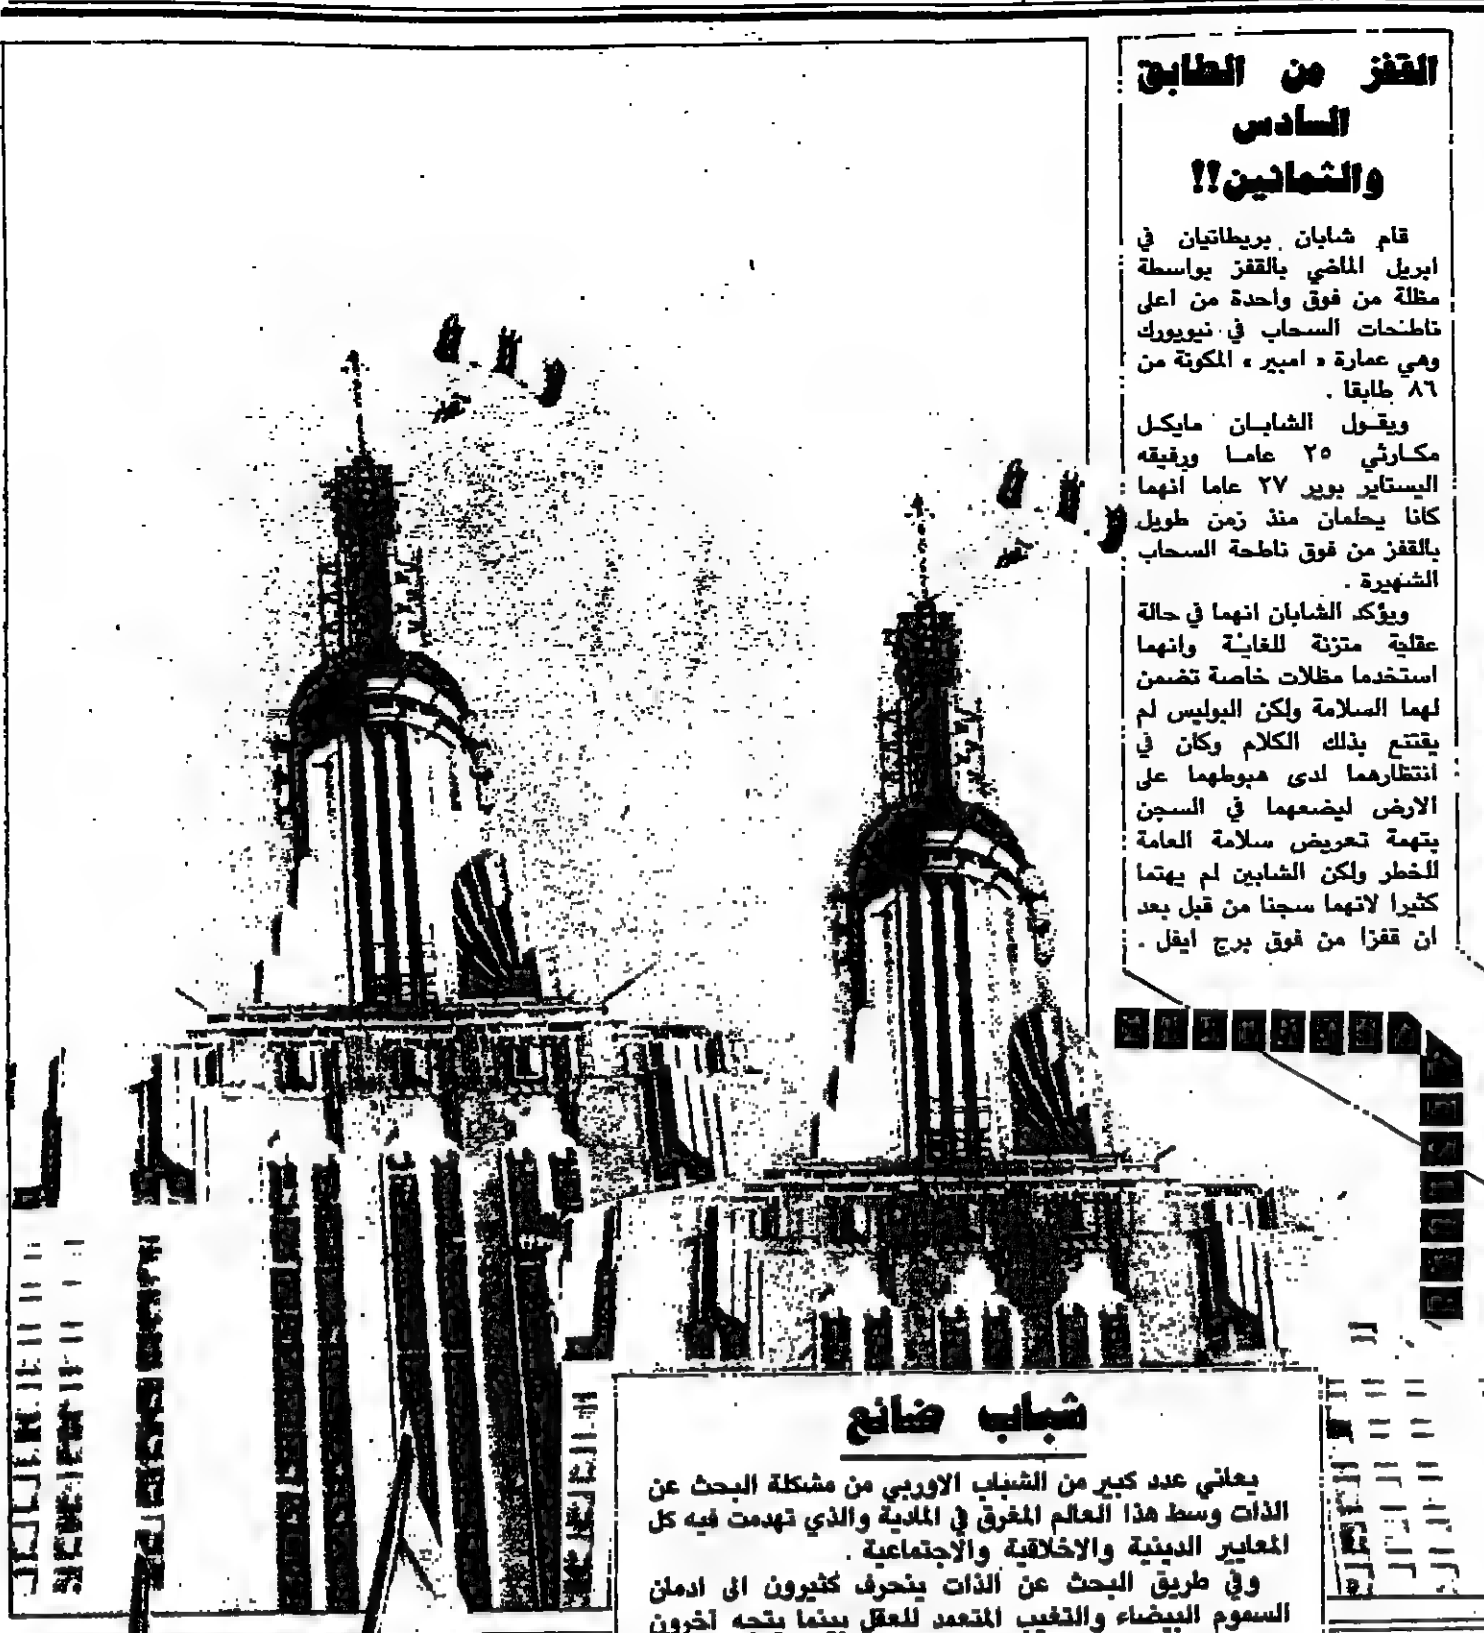 القفز من الطابق
السادس
والثمانين!!
قام شابان بريطانيان في
ابريل الماضي بالقفز بواسطة
مظلة من فوق واحدة من اعلى
ناطحات السحاب في نيويورك
وهي عمارة « امبير » المكونة من
٨٦ طابقا .
ويقـول الشابـان مايكـل
مكـارثي ٢٥ عامـا ورفيقه
اليستاير بوير ٢٧ عاما انهما
كانا يحلمان منذ زمن طويل
بالقفز من فوق ناطحة السحاب
الشهيرة .
ويؤكد الشابان انهما في حالة
عقلية متزنة للغايـة وانهما
استخدما مظلات خاصة تضمن
لهما السلامة ولكن البوليس لم
يقتنع بذلك الكلام وكان في
انتظارهما لدى هبوطهما على
الارض ليضعهما في السجن
بتهمة تعريض سلامة العامة
للخطر ولكن الشابين لم يهتما
كثيرا لانهما سجنا من قبل بعد
ان قفزا من فوق برج ايفل .
شباب ضائع
يعاني عدد كبير من الشباب الاوربي من مشكلة البحث عن
الذات وسط هذا العالم المغرق في المادية والذي تهدمت فيه كل
المعايير الدينية والاخلاقية والاجتماعية .
وفي طريق البحث عن الذات ينحرف كثيرون الى ادمان
السموم البيضاء والتغييب المتعمد للعقل بينما يتجه آخرون